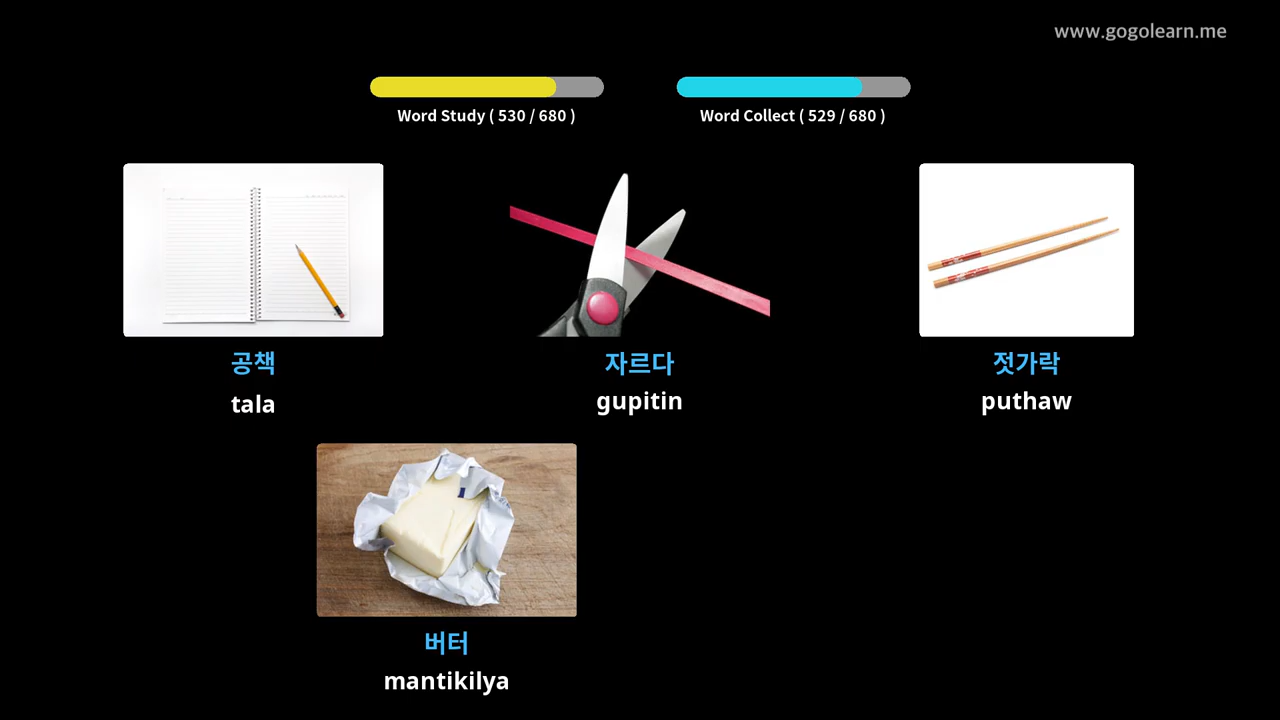 www.gogolearn.me
Word Study ( 530 / 680 )
Word Collect ( 529 / 680 )
공책
tala
자르다
gupitin
젓가락
puthaw
버터
mantikilya